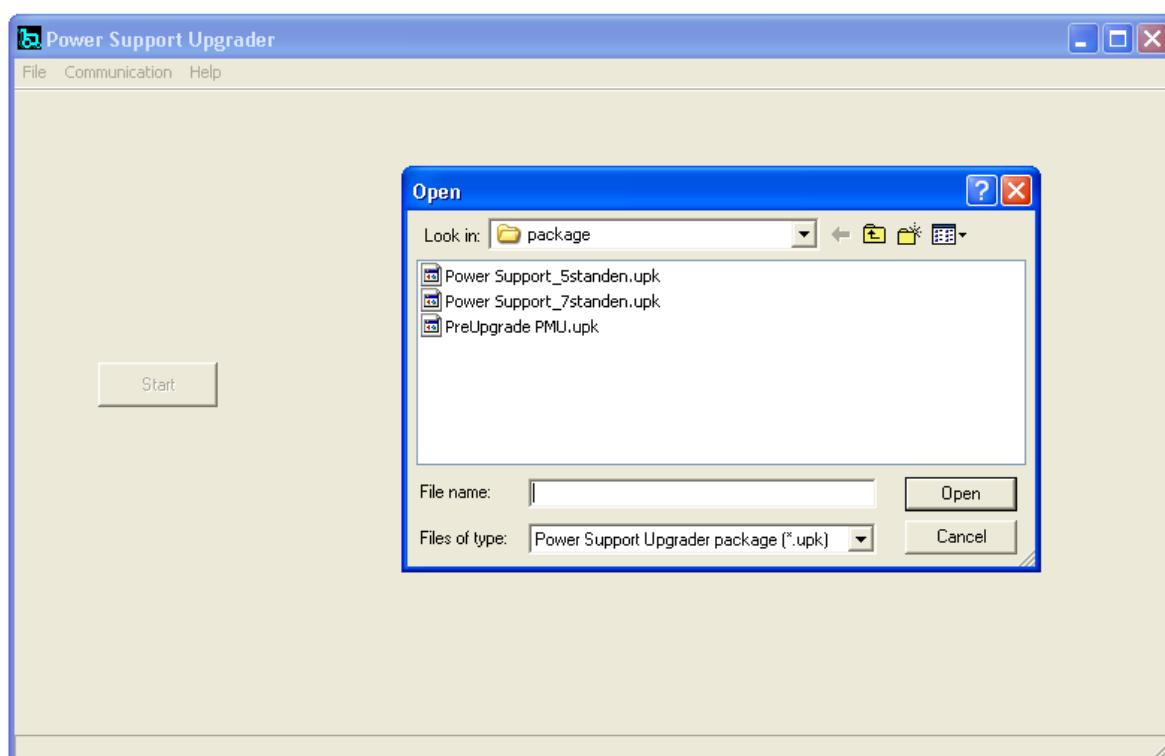 Power Support Upgrader
File Communication Help
Open
Look in: package
Power Support_5standen.upk
Power Support_7standen.upk
PreUpgrade PMU.upk
Start
File name:
Open
Files of type: Power Support Upgrader package (*.upk)
Cancel